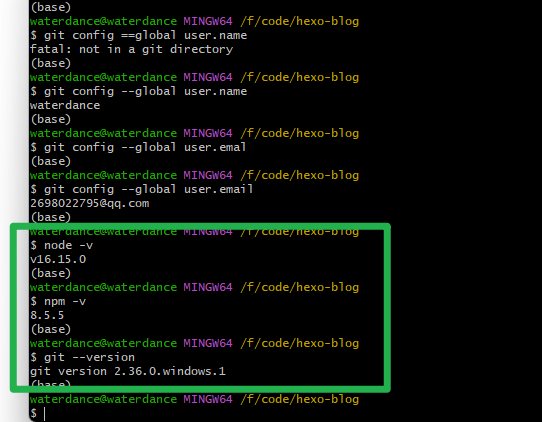 (base)
waterdance@waterdance MINGW64 /f/code/hexo-blog
$ git config ==global user.name
fatal: not in a git directory
(base)
waterdance@waterdance MINGW64 /f/code/hexo-blog
$ git config --global user.name
waterdance
(base)
waterdance@waterdance MINGW64 /f/code/hexo-blog
$ git config --global user.emal
(base)
waterdance@waterdance MINGW64 /f/code/hexo-blog
$ git config --global user.email
2698022795@qq.com
(base)
waterdance@waterdance MINGW64 /f/code/hexo-blog
$ node -v
v16.15.0
(base)
waterdance@waterdance MINGW64 /f/code/hexo-blog
$ npm -v
8.5.5
(base)
waterdance@waterdance MINGW64 /f/code/hexo-blog
$ git --version
git version 2.36.0.windows.1
(base)
waterdance@waterdance MINGW64 /f/code/hexo-blog
$